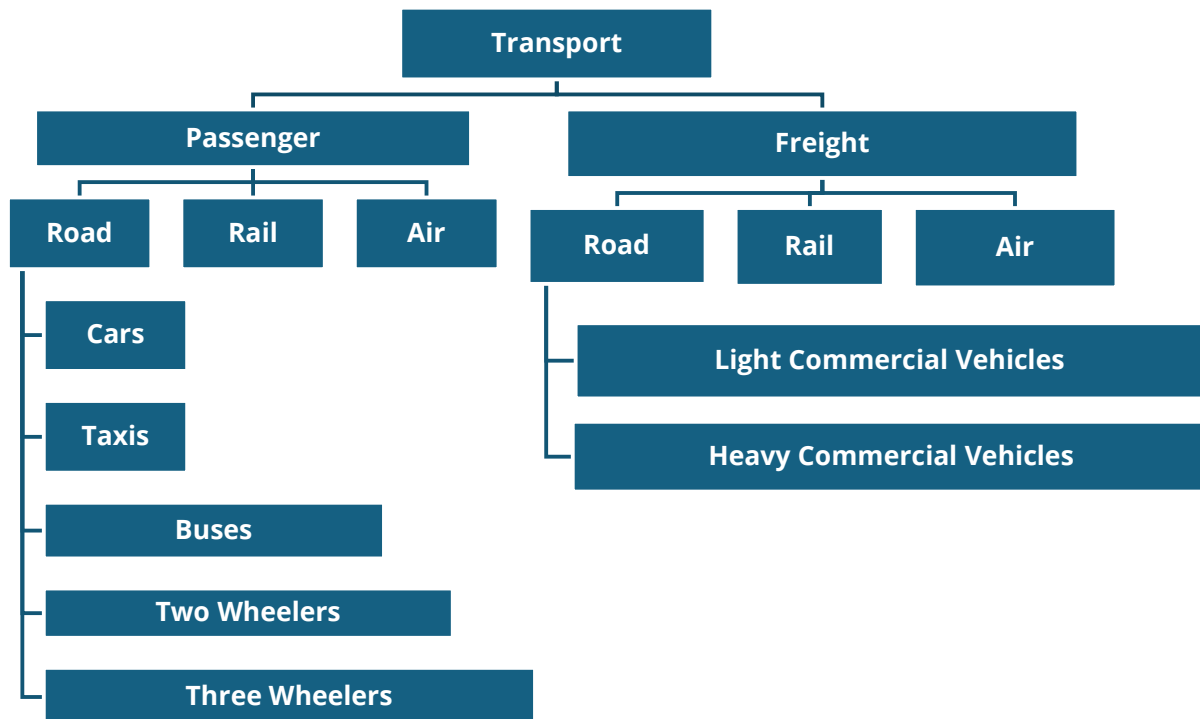 Transport
Passenger
Freight
Road
Rail
Air
Road
Rail
Air
Cars
Taxis
Buses
Two Wheelers
Three Wheelers
Light Commercial Vehicles
Heavy Commercial Vehicles